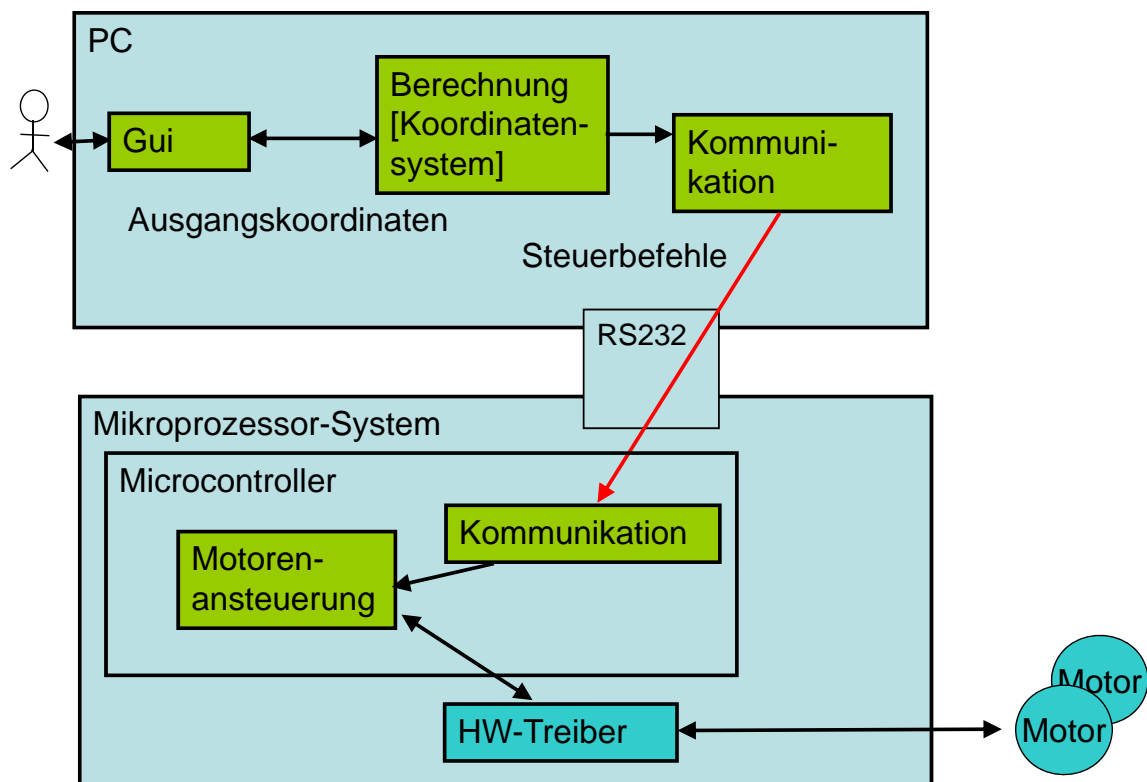 PC
Gui
Berechnung
[Koordinaten-
system]
Kommuni-
kation
Ausgangskoordinaten
Steuerbefehle
RS232
Mikroprozessor-System
Microcontroller
Kommunikation
Motoren-
ansteuerung
HW-Treiber
Motor
Motor